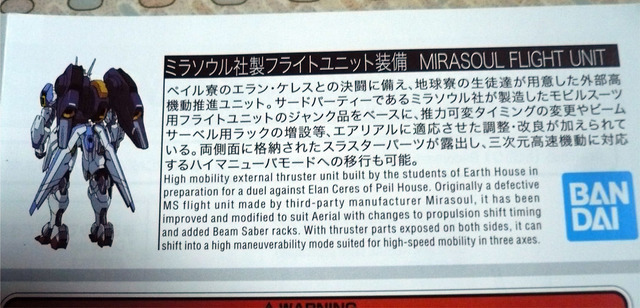 ミラソウル社製フライトユニット装備 MIRASOUL FLIGHT UNIT
ペイル寮のエラン・ケレスとの決闘に備え、地球寮の生徒達が用意した外部高
機動推進ユニット。サードパーティーであるミラソウル社が製造したモビルスーツ
用フライトユニットのジャンク品をベースに、推力可変タイミングの変更やビーム
サーベル用ラックの増設等、エアリアルに適応させた調整・改良が加えられて
いる。両側面に格納されたスラスターパーツが露出し、三次元高速機動に対応
するハイマニューバモードへの移行も可能。
High mobility external thruster unit built by the students of Earth House in
preparation for a duel against Elan Ceres of Peil House. Originally a defective
MS flight unit made by third-party manufacturer Mirasoul, it has been
improved and modified to suit Aerial with changes to propulsion shift timing
and added Beam Saber racks. With thruster parts exposed on both sides, it can
shift into a high maneuverability mode suited for high-speed mobility in three axes.
BAN
DAI
WARNING